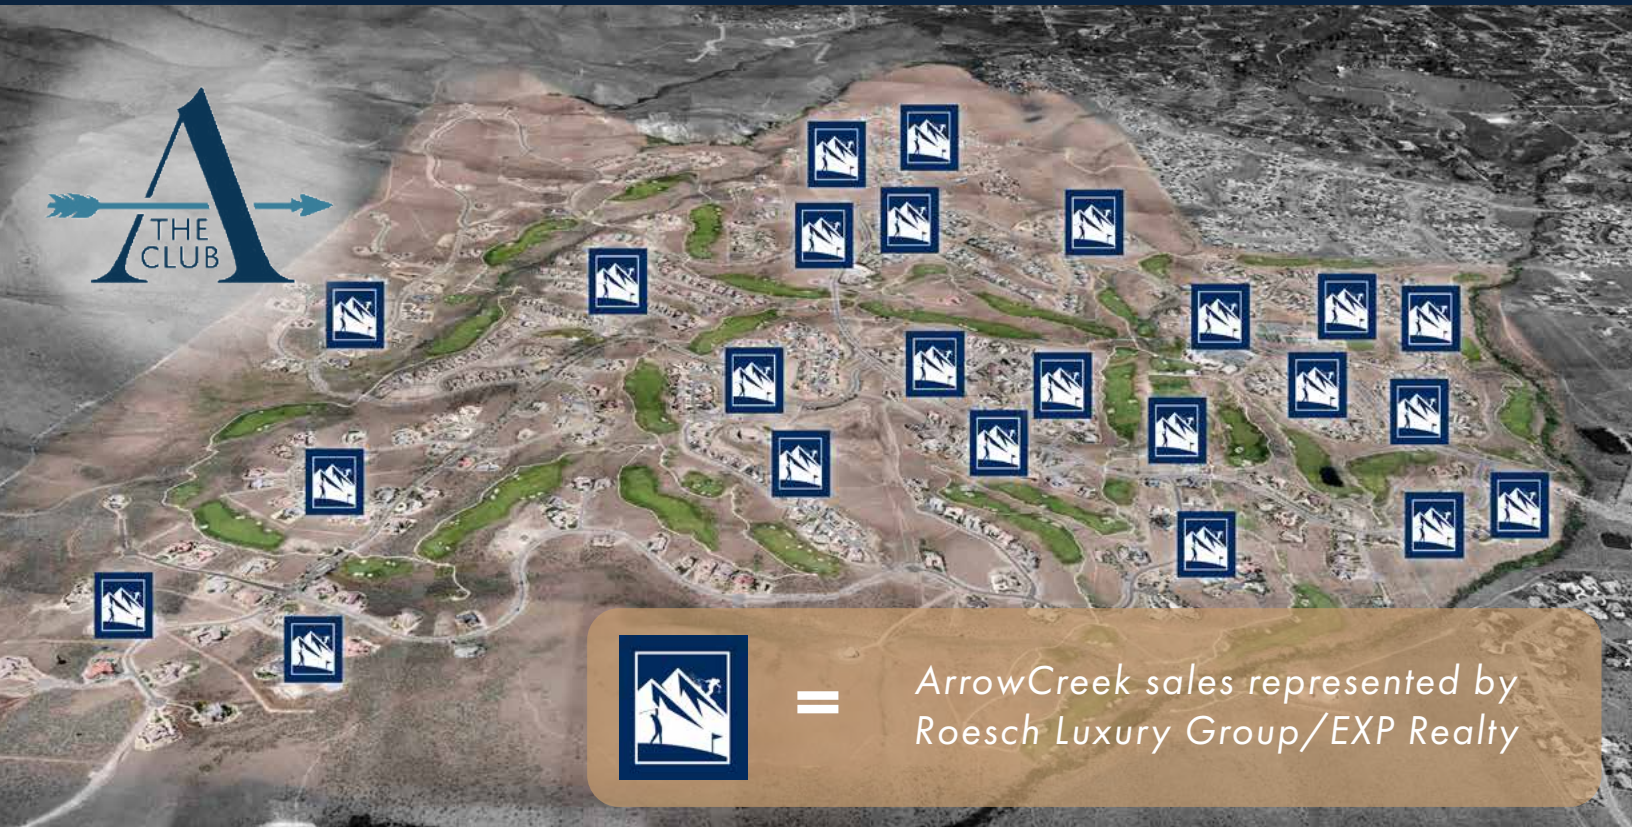 A
THE
CLUB
=
ArrowCreek sales represented by
Roesch Luxury Group/EXP Realty